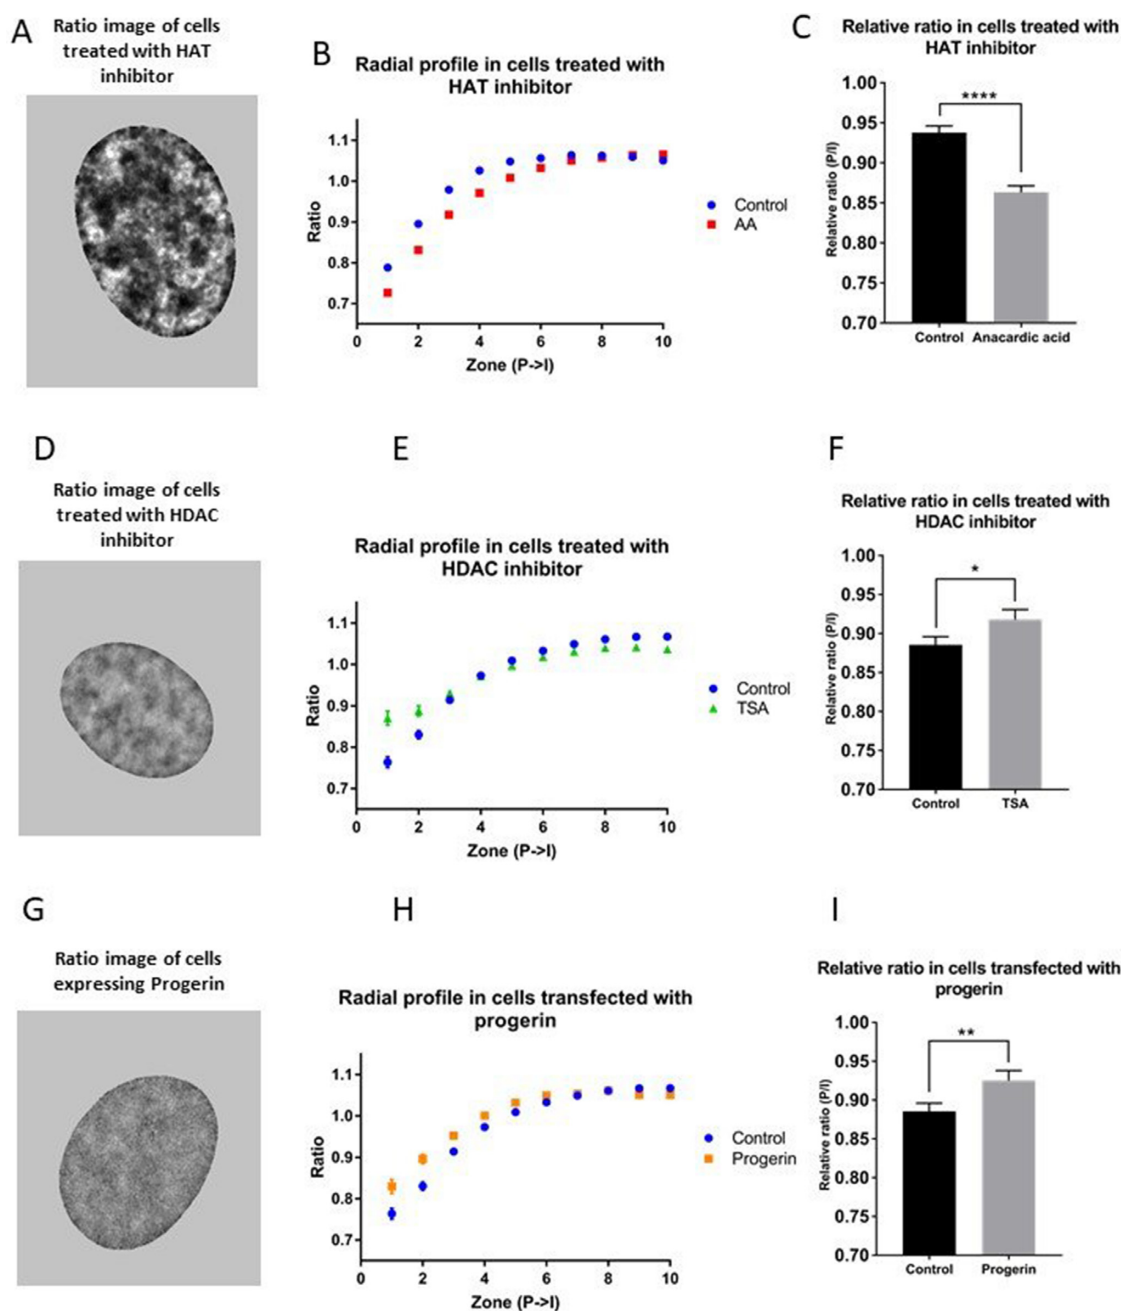 A
Ratio image of cells
treated with HAT
inhibitor
B
Radial profile in cells treated with
HAT inhibitor
1.1
1.0
0.9
0.8
0.7
Ratio
0 2 4 6 8 10
Zone (P->I)
Control
AA
C
Relative ratio in cells treated with
HAT inhibitor
1.00
0.95
0.90
0.85
0.80
0.75
0.70
Relative ratio (P/I)
****
Control Anacardic acid
D
Ratio image of cells
treated with HDAC
inhibitor
E
Radial profile in cells treated with
HDAC inhibitor
1.1
1.0
0.9
0.8
0.7
Ratio
0 2 4 6 8 10
Zone (P->I)
Control
TSA
F
Relative ratio in cells treated with
HDAC inhibitor
1.00
0.95
0.90
0.85
0.80
0.75
0.70
Relative ratio (P/I)
*
Control TSA
G
Ratio image of cells
expressing Progerin
H
Radial profile in cells transfected with
progerin
1.1
1.0
0.9
0.8
0.7
Ratio
0 2 4 6 8 10
Zone (P->I)
Control
Progerin
I
Relative ratio in cells transfected with
progerin
1.00
0.95
0.90
0.85
0.80
0.75
0.70
Relative ratio (P/I)
**
Control Progerin